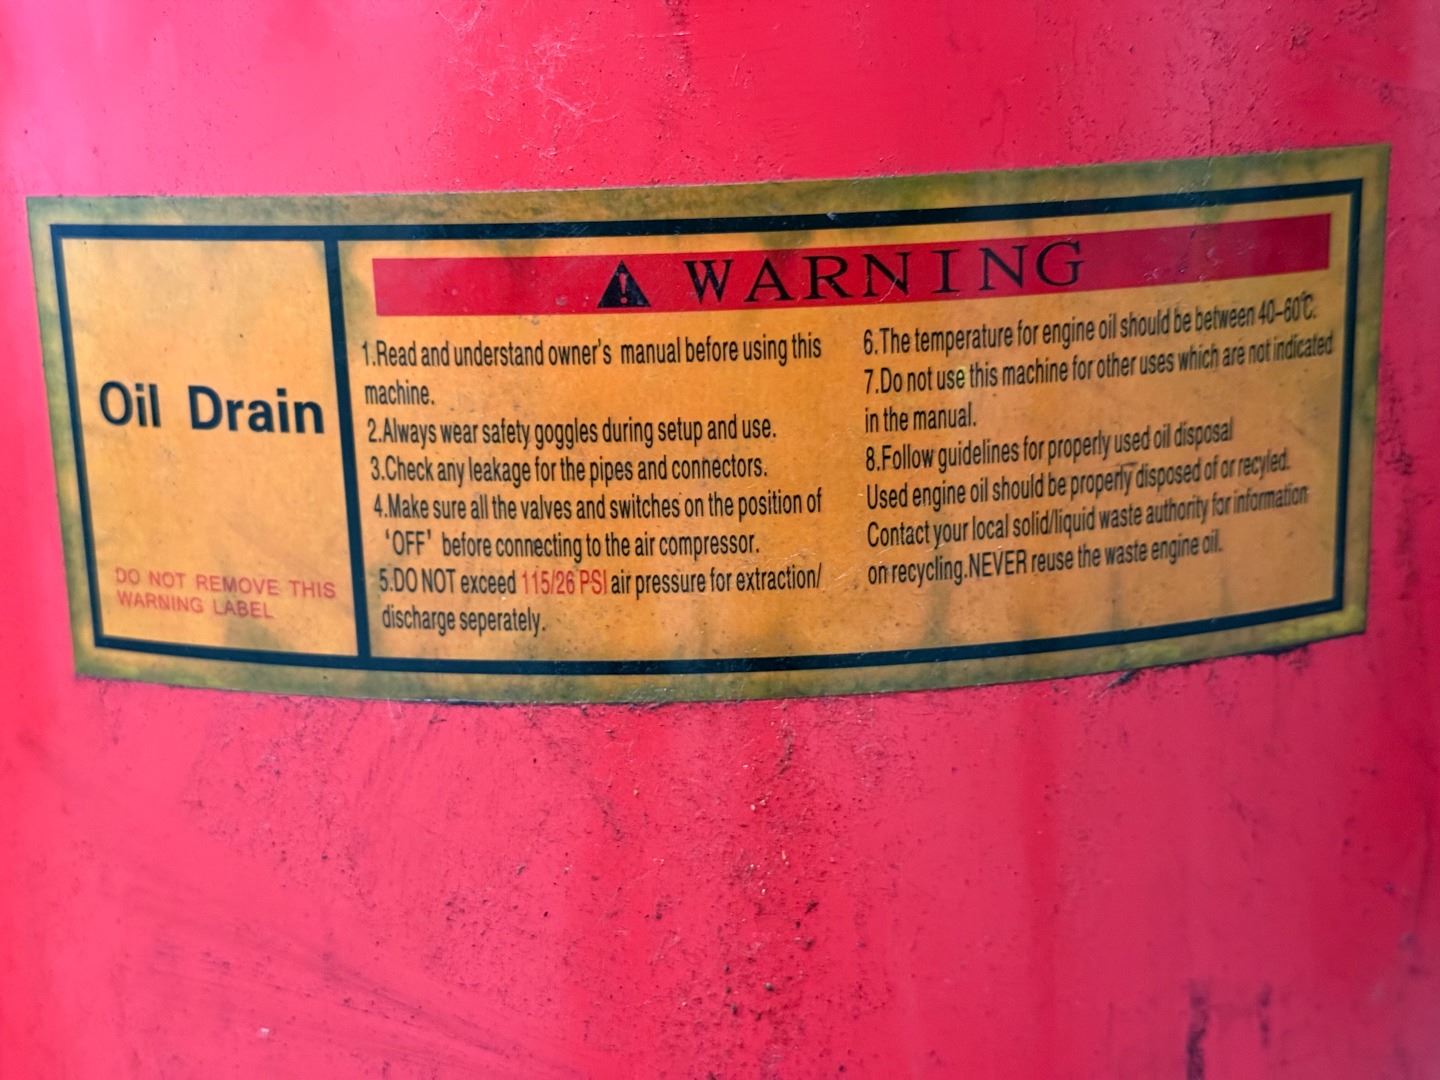 Oil Drain
DO NOT REMOVE THIS
WARNING LABEL
WARNING
1.Read and understand owner's manual before using this
machine.
2.Always wear safety goggles during setup and use.
3.Check any leakage for the pipes and connectors.
4.Make sure all the valves and switches on the position of
'OFF' before connecting to the air compressor.
5.DO NOT exceed 115/26 PSI air pressure for extraction/
discharge seperately.
6.The temperature for engine oil should be between 40-60℃.
7.Do not use this machine for other uses which are not indicated
in the manual.
8.Follow guidelines for properly used oil disposal
Used engine oil should be properly disposed of or recyled.
Contact your local solid/liquid waste authority for information
on recycling.NEVER reuse the waste engine oil.